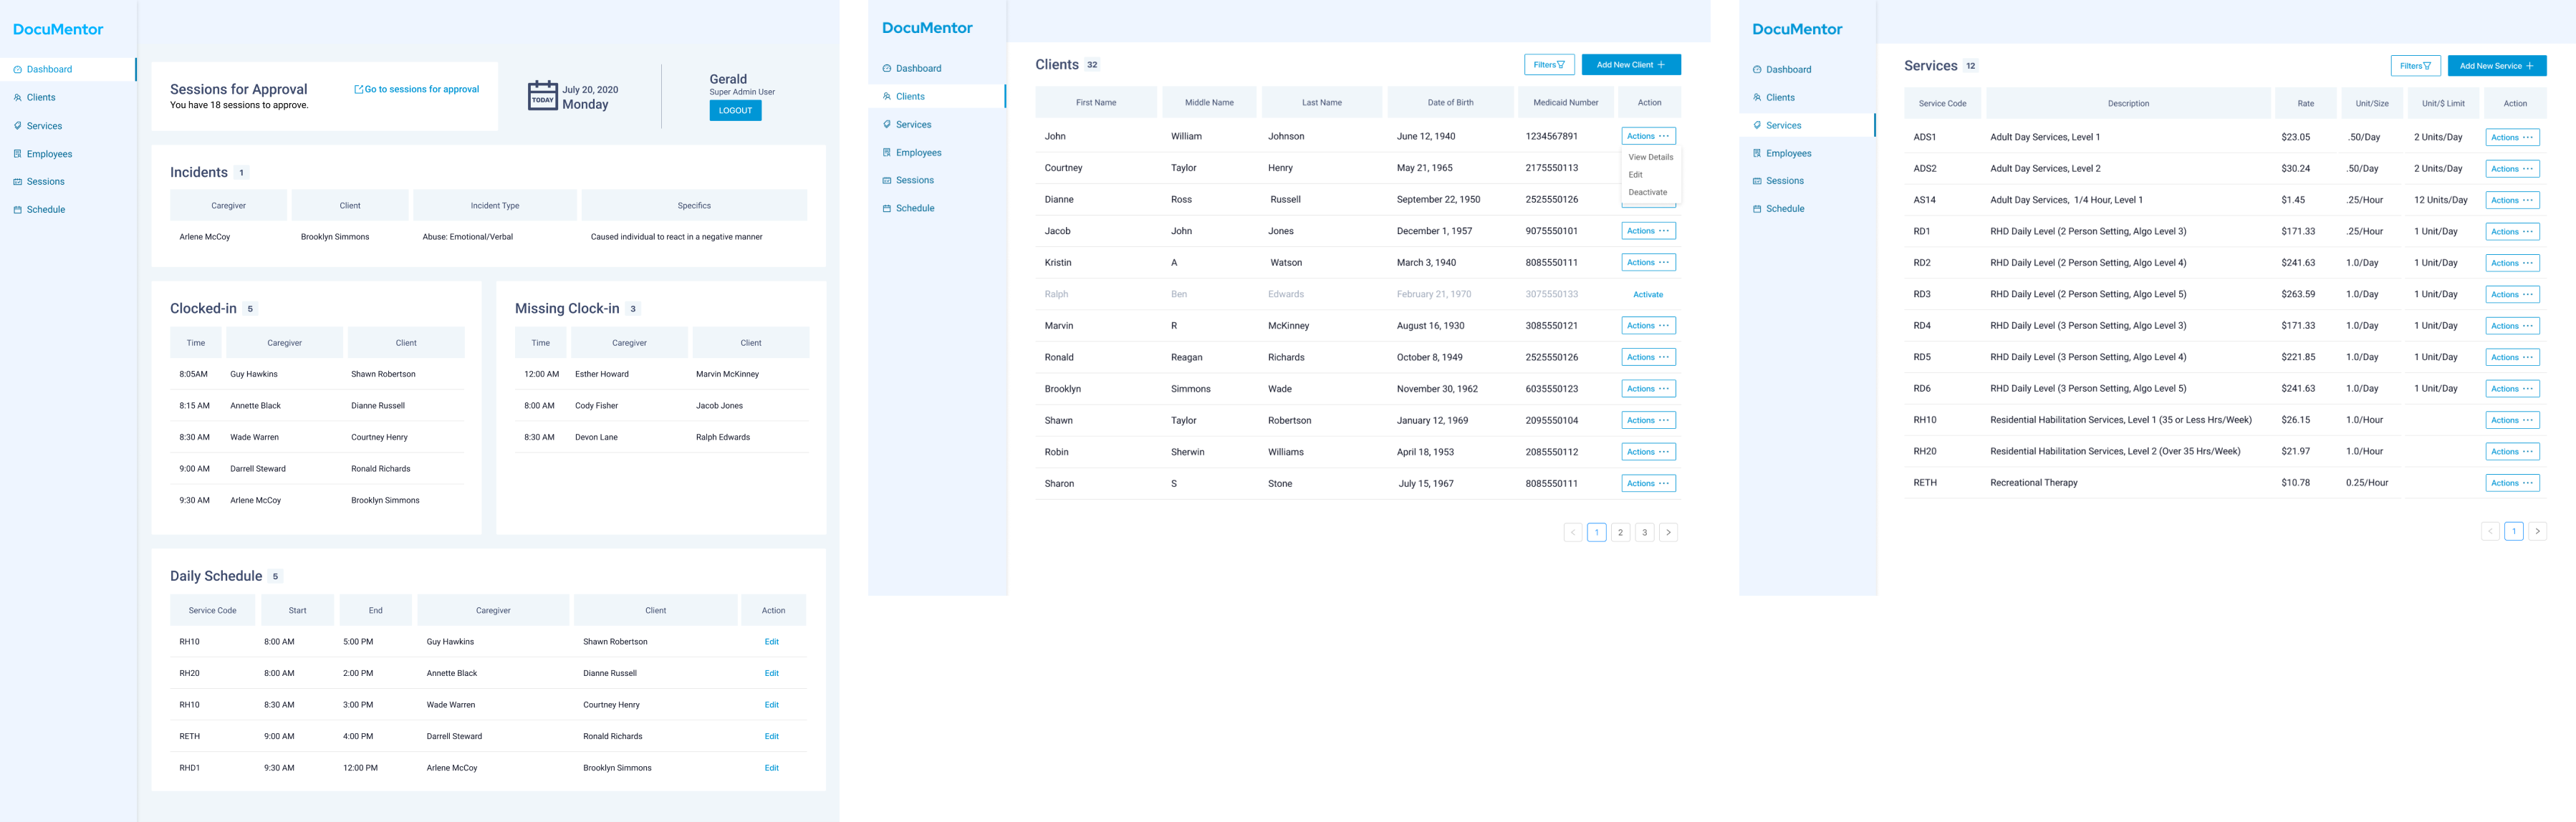 DocuMentor
Dashboard
Clients
Services
Employees
Sessions
Schedule
Sessions for Approval
Go to sessions for approval
You have 18 sessions to approve.
TODAY
July 20, 2020
Monday
Gerald
Super Admin User
LOGOUT
Incidents 1
Caregiver Client Incident Type Specifics
Arlene McCoy Brooklyn Simmons Abuse: Emotional/Verbal Caused individual to react in a negative manner
Clocked-in 5
Time Caregiver Client
8:05AM Guy Hawkins Shawn Robertson
8:15 AM Annette Black Dianne Russell
8:30 AM Wade Warren Courtney Henry
9:00 AM Darrell Steward Ronald Richards
9:30 AM Arlene McCoy Brooklyn Simmons
Missing Clock-in 3
Time Caregiver Client
12:00 AM Esther Howard Marvin McKinney
8:00 AM Cody Fisher Jacob Jones
8:30 AM Devon Lane Ralph Edwards
Daily Schedule 5
Service Code Start End Caregiver Client Action
RH10 8:00 AM 5:00 PM Guy Hawkins Shawn Robertson Edit
RH20 8:00 AM 2:00 PM Annette Black Dianne Russell Edit
RH10 8:30 AM 3:00 PM Wade Warren Courtney Henry Edit
RETH 9:00 AM 4:00 PM Darrell Steward Ronald Richards Edit
RHD1 9:30 AM 12:00 PM Arlene McCoy Brooklyn Simmons Edit
DocuMentor
Dashboard
Clients
Services
Employees
Sessions
Schedule
Clients 32
Filters Add New Client +
First Name Middle Name Last Name Date of Birth Medicaid Number Action
John William Johnson June 12, 1940 1234567891 Actions ···
View Details
Edit
Deactivate
Courtney Taylor Henry May 21, 1965 2175550113
Dianne Ross Russell September 22, 1950 2525550126
Jacob John Jones December 1, 1957 9075550101 Actions ···
Kristin A Watson March 3, 1940 8085550111 Actions ···
Ralph Ben Edwards February 21, 1970 3075550133 Activate
Marvin R McKinney August 16, 1930 3085550121 Actions ···
Ronald Reagan Richards October 8, 1949 2525550126 Actions ···
Brooklyn Simmons Wade November 30, 1962 6035550123 Actions ···
Shawn Taylor Robertson January 12, 1969 2095550104 Actions ···
Robin Sherwin Williams April 18, 1953 2085550112 Actions ···
Sharon S Stone July 15, 1967 8085550111 Actions ···
< 1 2 3 >
DocuMentor
Dashboard
Clients
Services
Employees
Sessions
Schedule
Services 12
Filters Add New Service +
Service Code Description Rate Unit/Size Unit/$ Limit Action
ADS1 Adult Day Services, Level 1 $23.05 .50/Day 2 Units/Day Actions ···
ADS2 Adult Day Services, Level 2 $30.24 .50/Day 2 Units/Day Actions ···
AS14 Adult Day Services, 1/4 Hour, Level 1 $1.45 .25/Hour 12 Units/Day Actions ···
RD1 RHD Daily Level (2 Person Setting, Algo Level 3) $171.33 .25/Hour 1 Unit/Day Actions ···
RD2 RHD Daily Level (2 Person Setting, Algo Level 4) $241.63 1.0/Day 1 Unit/Day Actions ···
RD3 RHD Daily Level (2 Person Setting, Algo Level 5) $263.59 1.0/Day 1 Unit/Day Actions ···
RD4 RHD Daily Level (3 Person Setting, Algo Level 3) $171.33 1.0/Day 1 Unit/Day Actions ···
RD5 RHD Daily Level (3 Person Setting, Algo Level 4) $221.85 1.0/Day 1 Unit/Day Actions ···
RD6 RHD Daily Level (3 Person Setting, Algo Level 5) $241.63 1.0/Day 1 Unit/Day Actions ···
RH10 Residential Habilitation Services, Level 1 (35 or Less Hrs/Week) $26.15 1.0/Hour Actions ···
RH20 Residential Habilitation Services, Level 2 (Over 35 Hrs/Week) $21.97 1.0/Hour Actions ···
RETH Recreational Therapy $10.78 0.25/Hour Actions ···
< 1 >